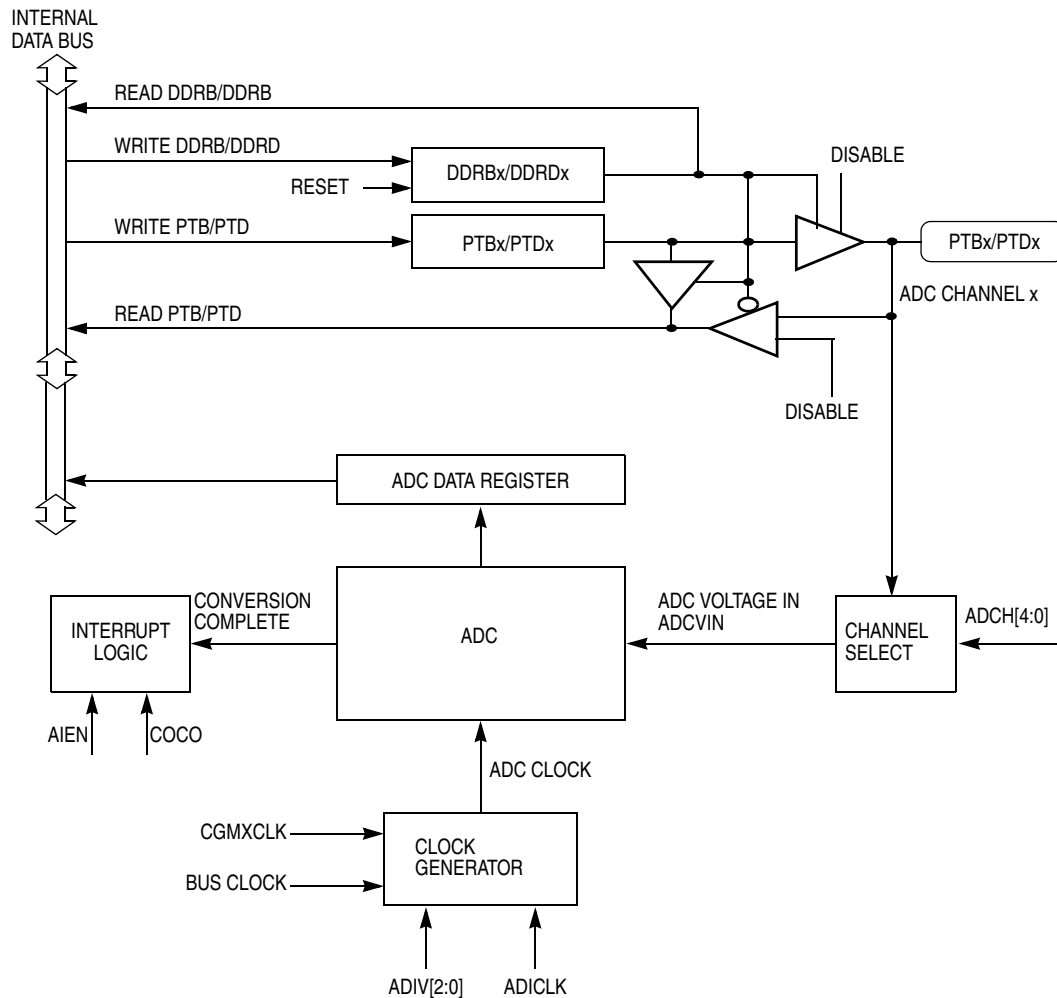 INTERNAL
DATA BUS
READ DDRB/DDRB
WRITE DDRB/DDRD
RESET
DDRBx/DDRDx
DISABLE
WRITE PTB/PTD
PTBx/PTDx
PTBx/PTDx
ADC CHANNEL x
READ PTB/PTD
DISABLE
ADC DATA REGISTER
INTERRUPT
LOGIC
CONVERSION
COMPLETE
ADC
ADC VOLTAGE IN
ADCVIN
CHANNEL
SELECT
ADCH[4:0]
AIEN
COCO
ADC CLOCK
CGMXCLK
BUS CLOCK
CLOCK
GENERATOR
ADIV[2:0]
ADICLK